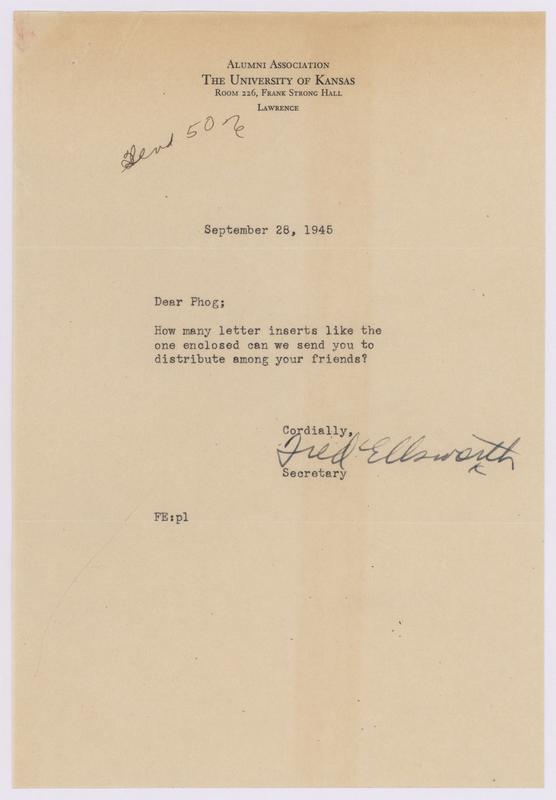 Alumni Association
The University of Kansas
Room 226, Frank Strong Hall
Lawrence
Send 50
September 28, 1945
Dear Phog;
How many letter inserts like the
one enclosed can we send you to
distribute among your friends?
Cordially,
Fred Ellsworth
Secretary
FE:pl